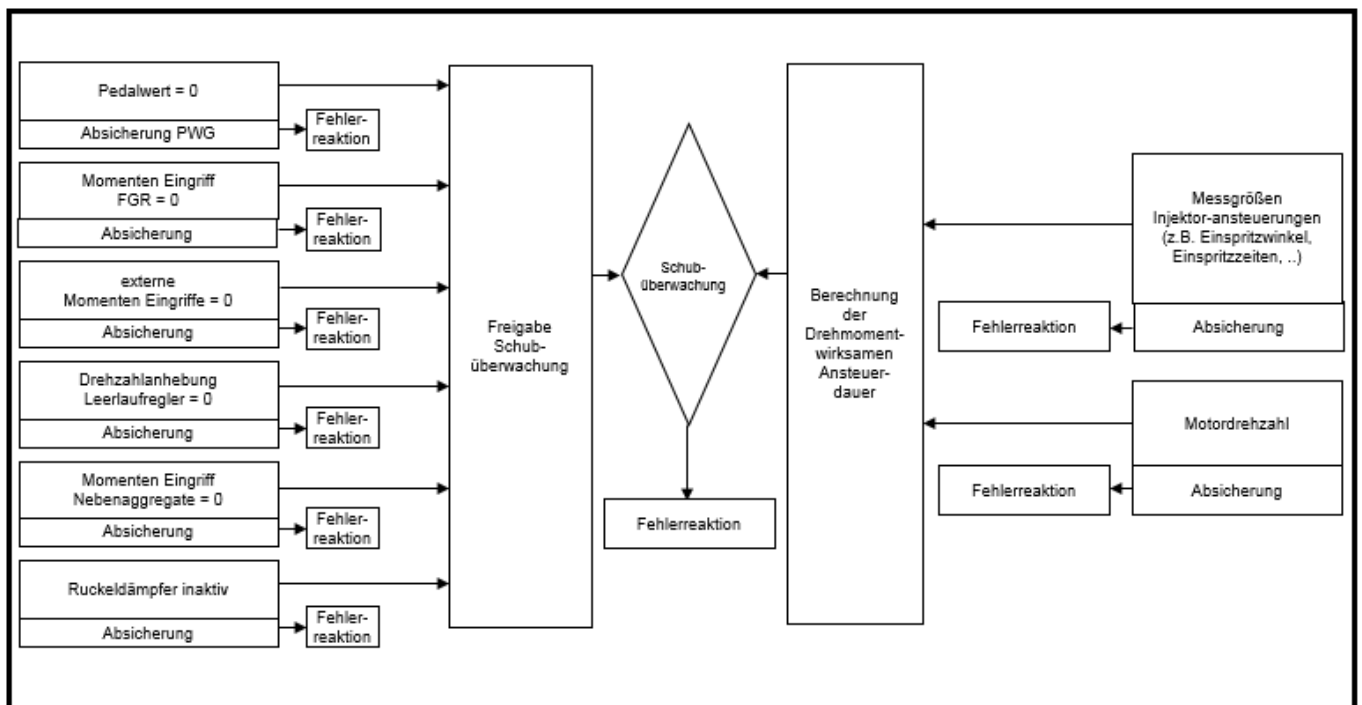 Pedalwert = 0
Absicherung PWG
Fehler-
reaktion
Momenten Eingriff
FGR = 0
Absicherung
Fehler-
reaktion
externe
Momenten Eingriffe = 0
Absicherung
Fehler-
reaktion
Drehzahlanhebung
Leerlaufregler = 0
Absicherung
Fehler-
reaktion
Momenten Eingriff
Nebenaggregate = 0
Absicherung
Fehler-
reaktion
Ruckeldämpfer inaktiv
Absicherung
Fehler-
reaktion
Freigabe
Schub-
überwachung
Schub-
überwachung
Fehlerreaktion
Berechnung
der
Drehmoment-
wirksamen
Ansteuer-
dauer
Messgrößen
Injektor-ansteuerungen
(z.B. Einspritzwinkel,
Einspritzzeiten, ..)
Fehlerreaktion
Absicherung
Motordrehzahl
Fehlerreaktion
Absicherung